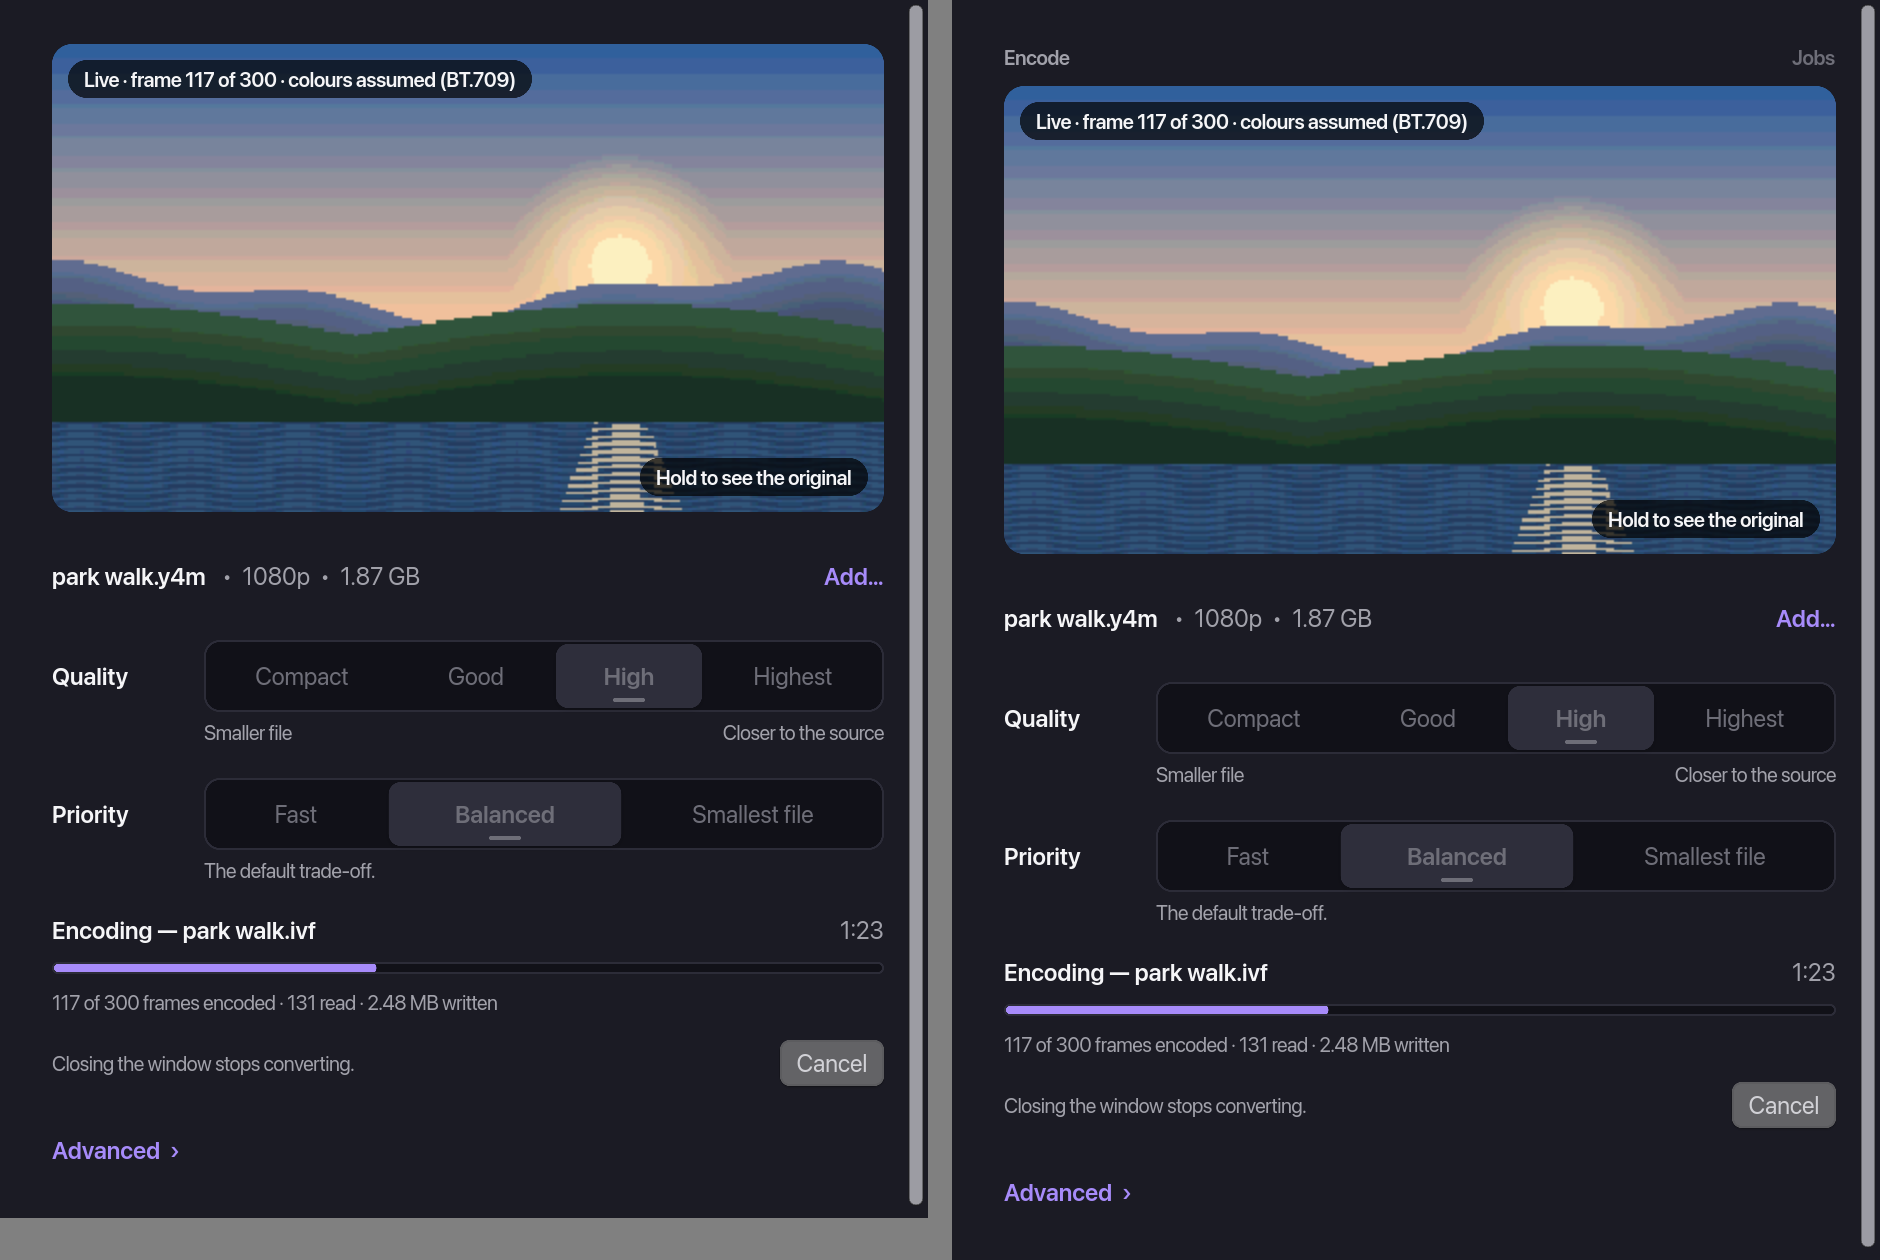 Live · frame 117 of 300 · colours assumed (BT.709)
Hold to see the original
park walk.y4m • 1080p • 1.87 GB Add...
Quality Compact Good High Highest
Smaller file Closer to the source
Priority Fast Balanced Smallest file
The default trade-off.
Encoding — park walk.ivf 1:23
117 of 300 frames encoded · 131 read · 2.48 MB written
Closing the window stops converting. Cancel
Advanced ›
Encode Jobs
Live · frame 117 of 300 · colours assumed (BT.709)
Hold to see the original
park walk.y4m • 1080p • 1.87 GB Add...
Quality Compact Good High Highest
Smaller file Closer to the source
Priority Fast Balanced Smallest file
The default trade-off.
Encoding — park walk.ivf 1:23
117 of 300 frames encoded · 131 read · 2.48 MB written
Closing the window stops converting. Cancel
Advanced ›